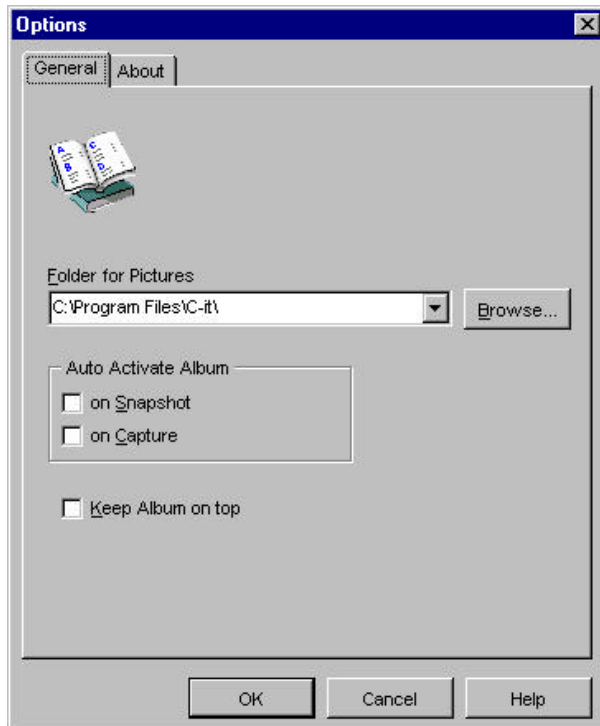 Options
General About
A C
B D
Folder for Pictures
C:\Program Files\C-it\ Browse...
Auto Activate Album
on Snapshot
on Capture
Keep Album on top
OK Cancel Help